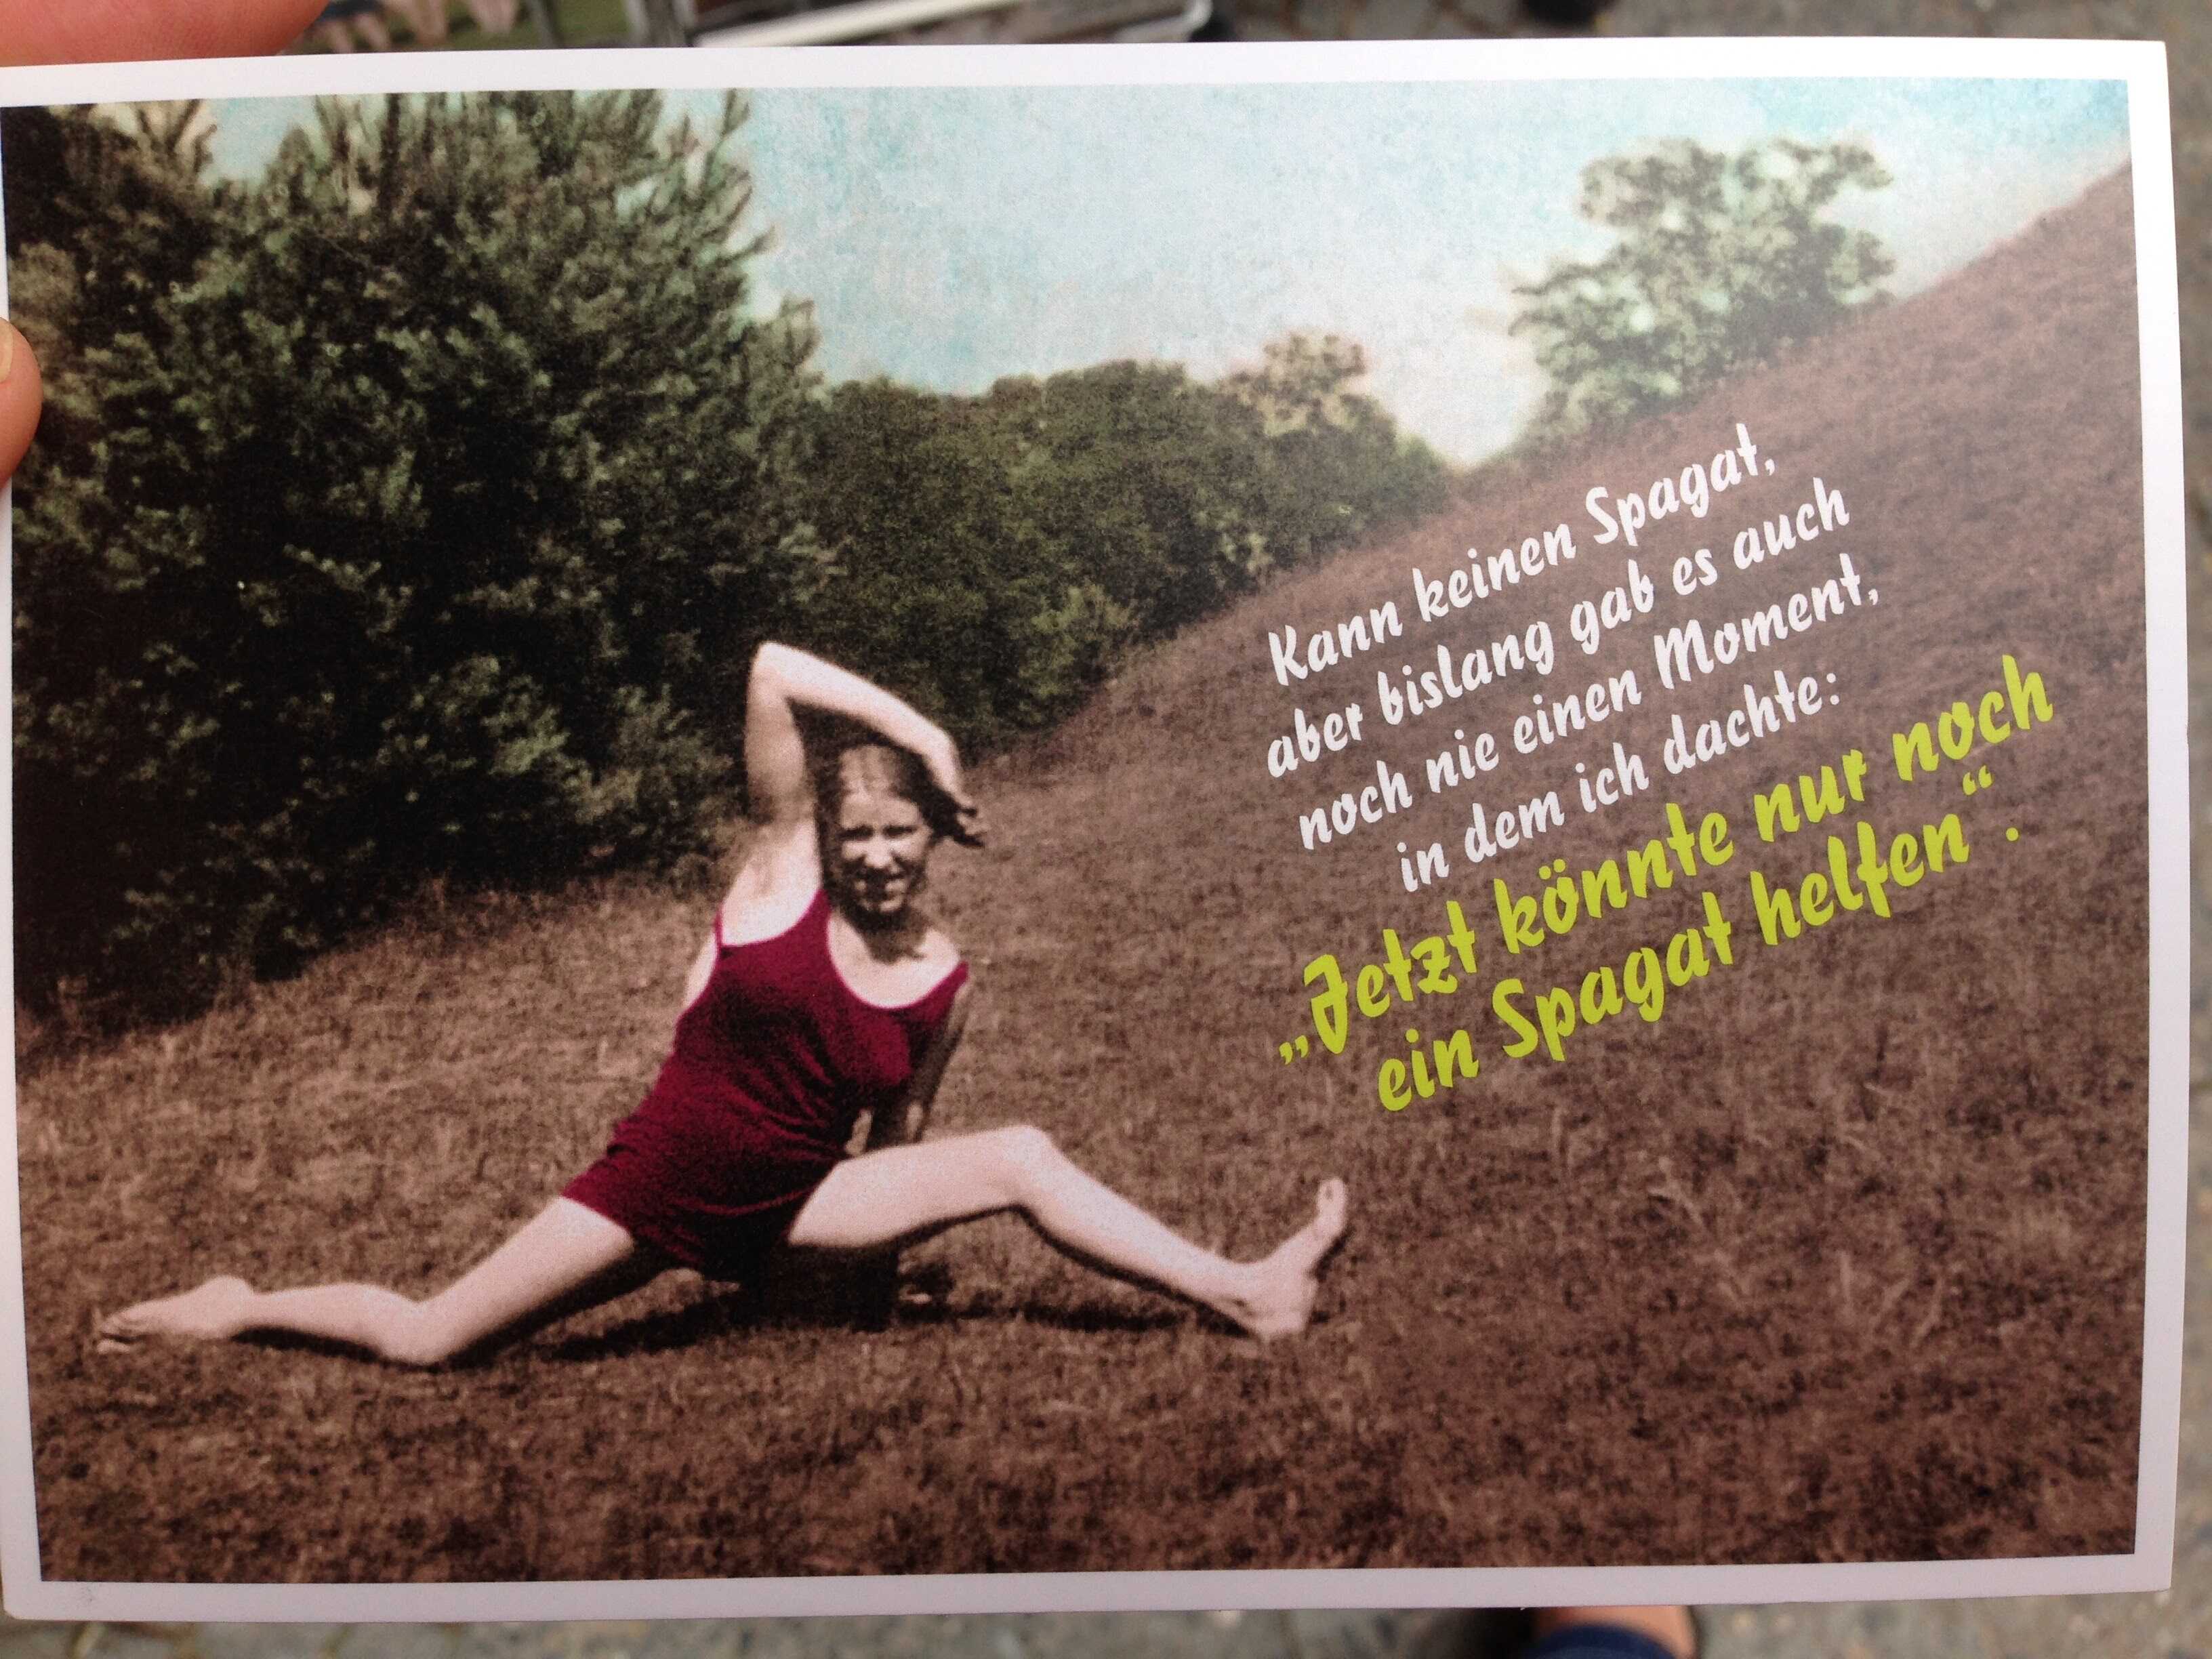 Kann keinen Spagat,
aber bislang gab es auch
noch nie einen Moment,
in dem ich dachte:
„Jetzt könnte nur noch
ein Spagat helfen“.